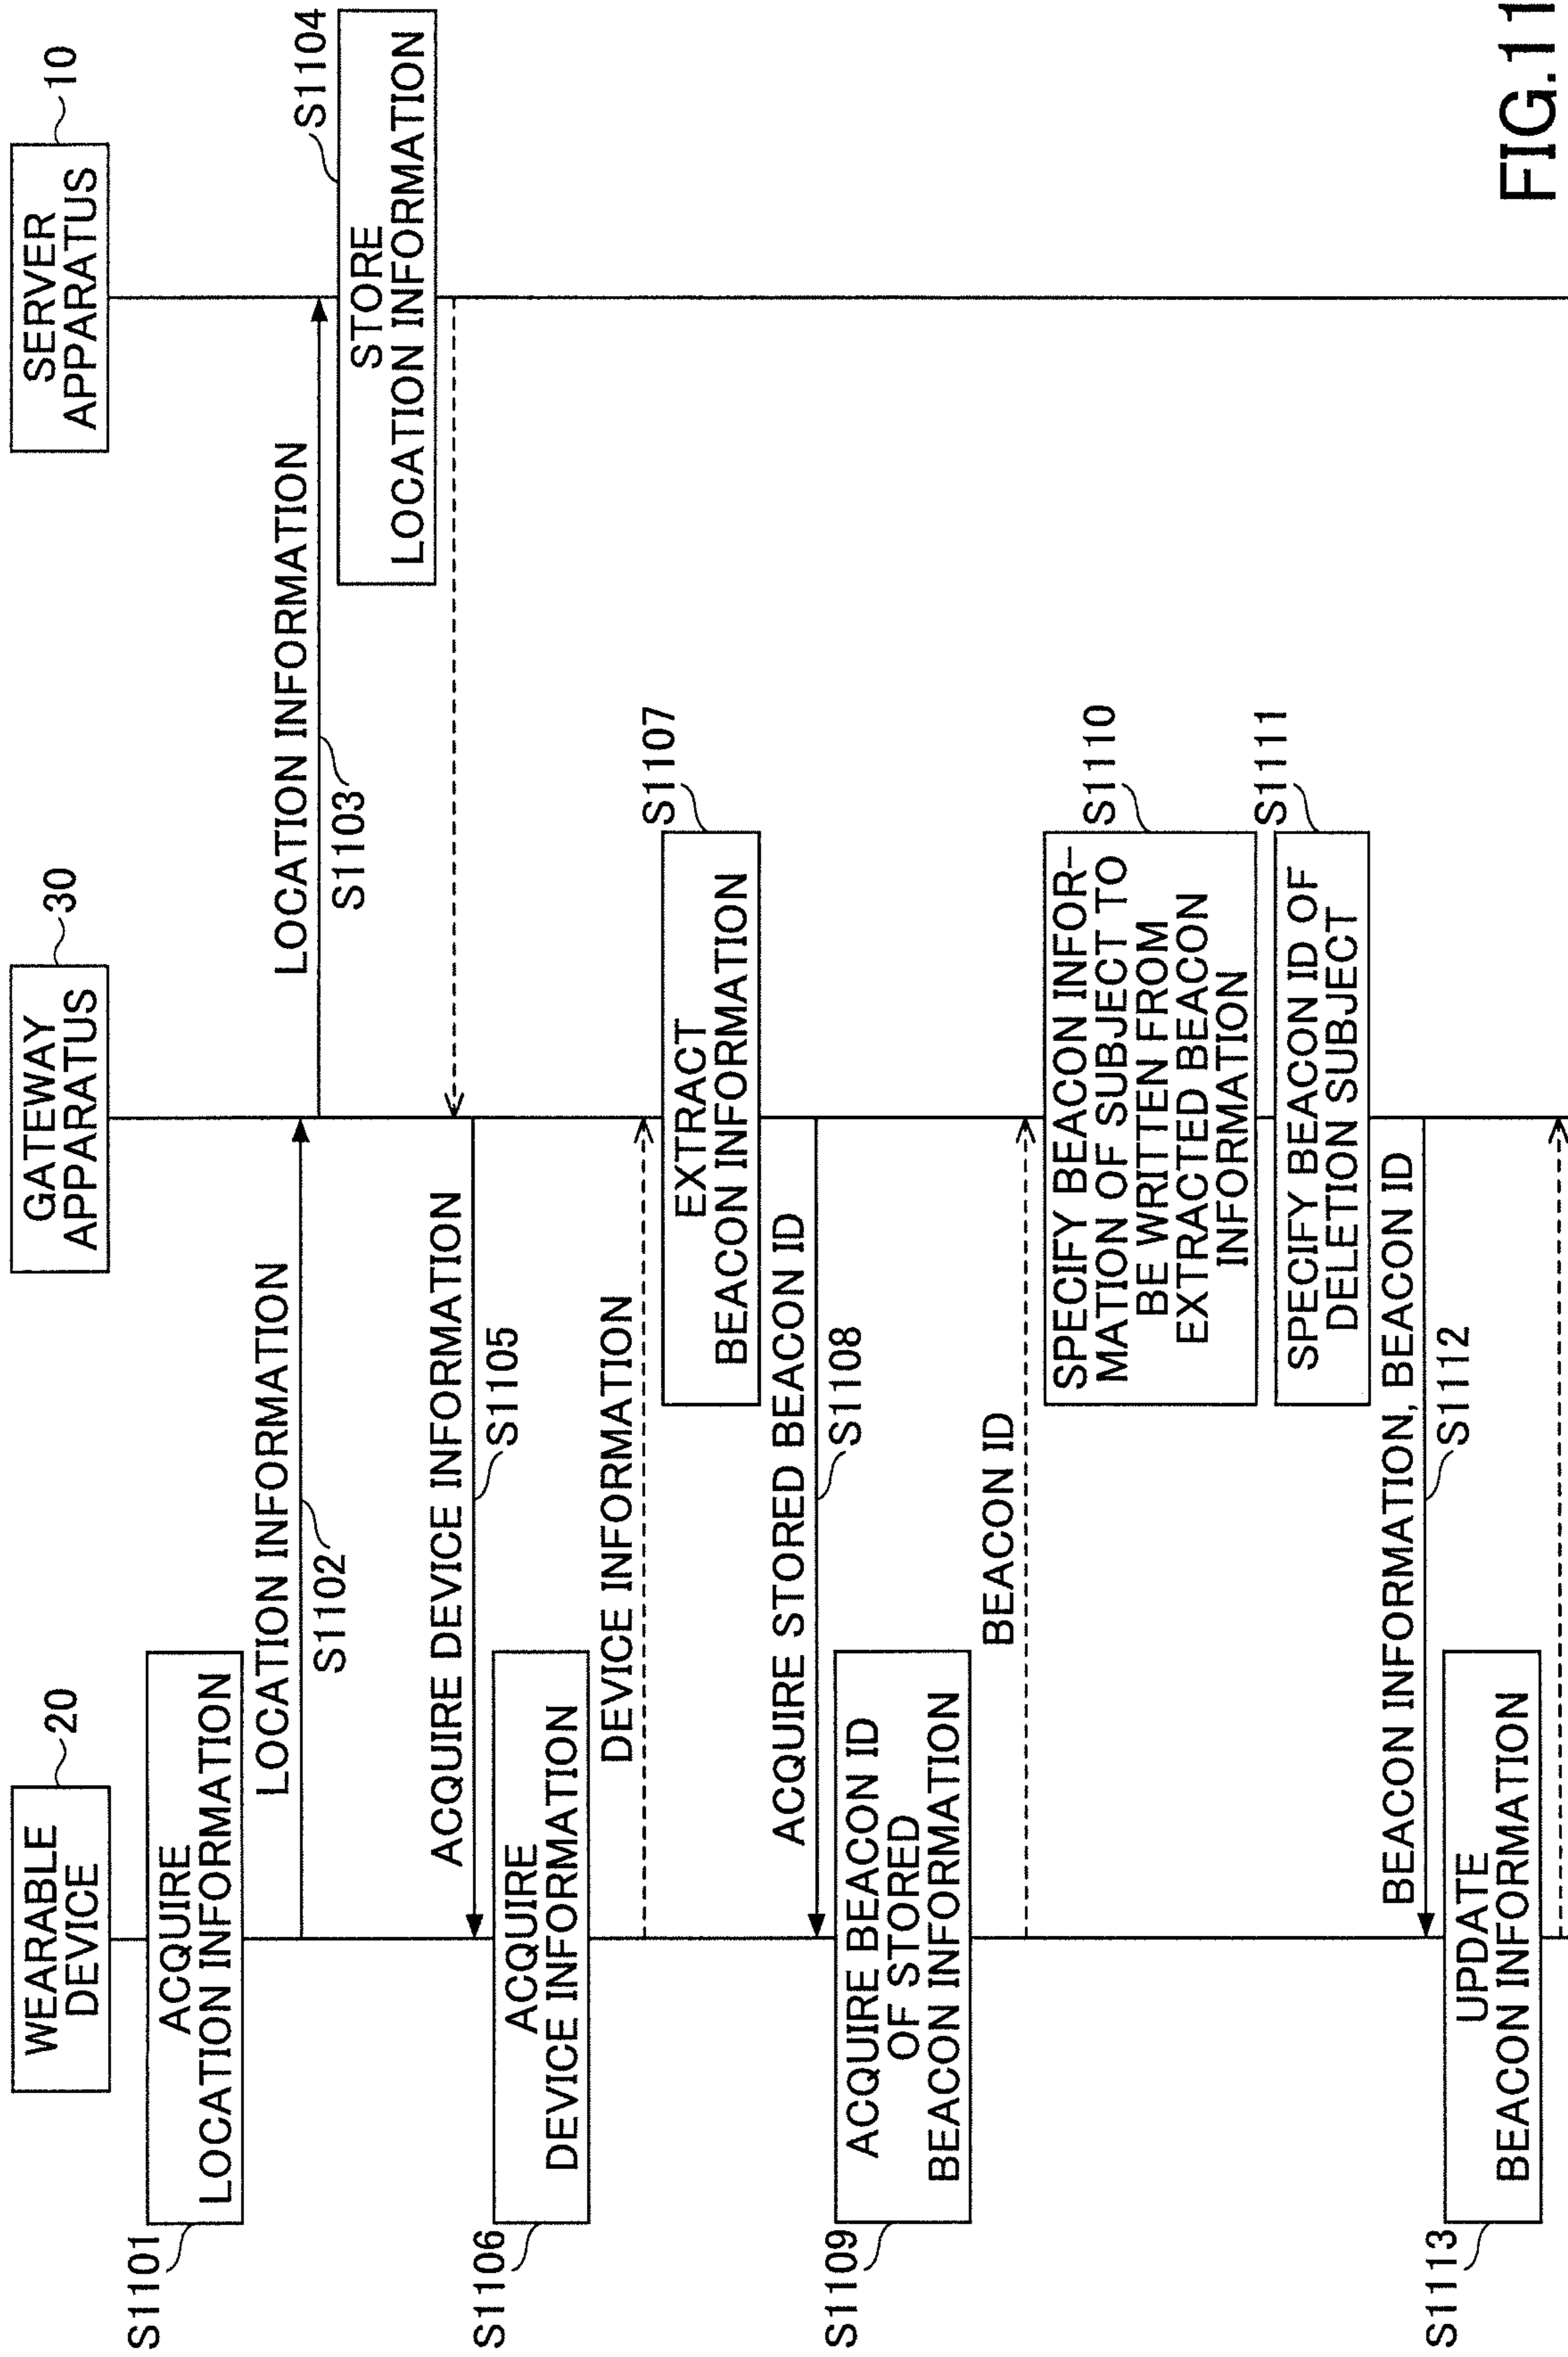 WEARABLE
DEVICE
20
GATEWAY
APPARATUS
30
SERVER
APPARATUS
10
S1101
ACQUIRE
LOCATION INFORMATION
LOCATION INFORMATION
S1102
LOCATION INFORMATION
S1103
S1104
STORE
LOCATION INFORMATION
ACQUIRE DEVICE INFORMATION
S1105
S1106
ACQUIRE
DEVICE INFORMATION
DEVICE INFORMATION
S1107
EXTRACT
BEACON INFORMATION
ACQUIRE STORED BEACON ID
S1108
S1109
ACQUIRE BEACON ID
OF STORED
BEACON INFORMATION
BEACON ID
S1110
SPECIFY BEACON INFOR-
MATION OF SUBJECT TO
BE WRITTEN FROM
EXTRACTED BEACON
INFORMATION
S1111
SPECIFY BEACON ID OF
DELETION SUBJECT
BEACON INFORMATION, BEACON ID
S1112
S1113
UPDATE
BEACON INFORMATION
FIG.11